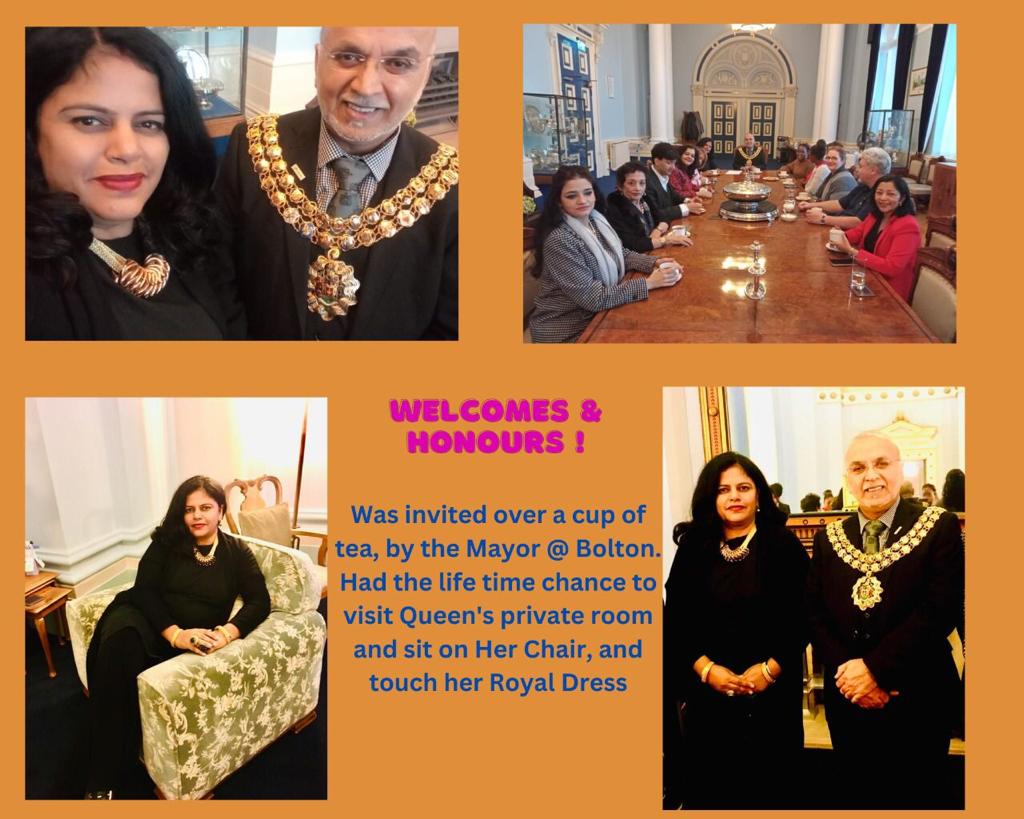 WELCOMES &
HONOURS !
Was invited over a cup of
tea, by the Mayor @ Bolton.
Had the life time chance to
visit Queen's private room
and sit on Her Chair, and
touch her Royal Dress